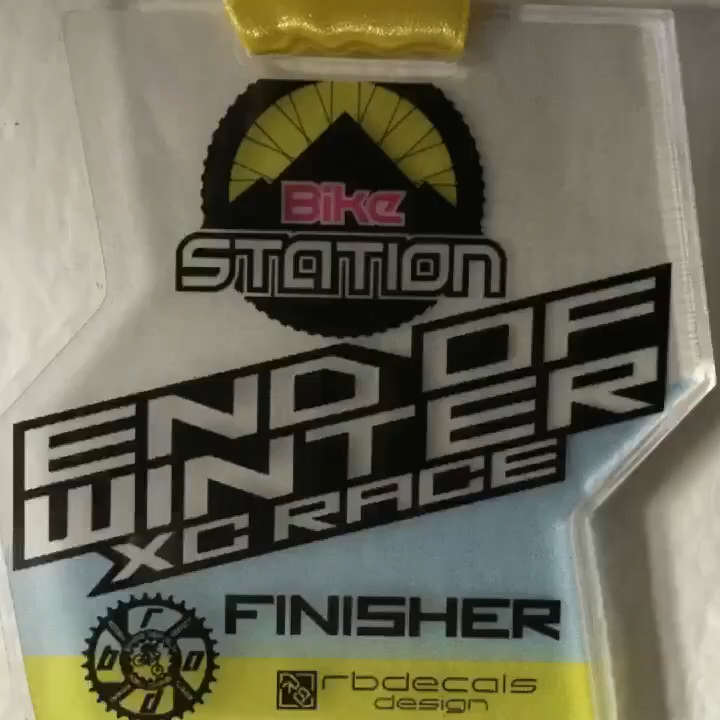 Bike
STATION
END OF
WINTER
XC RACE
FINISHER
r
b n
d
rbdecals
design